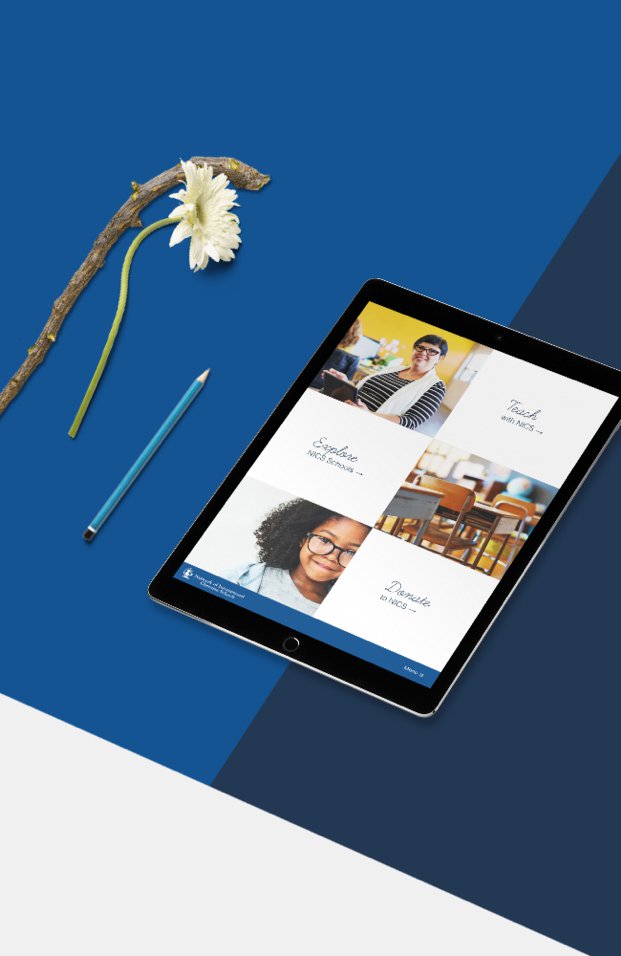 Teach
with NICS
Explore
NICS Schools
Donate
to NICS
Network of International
Christian Schools
Menu